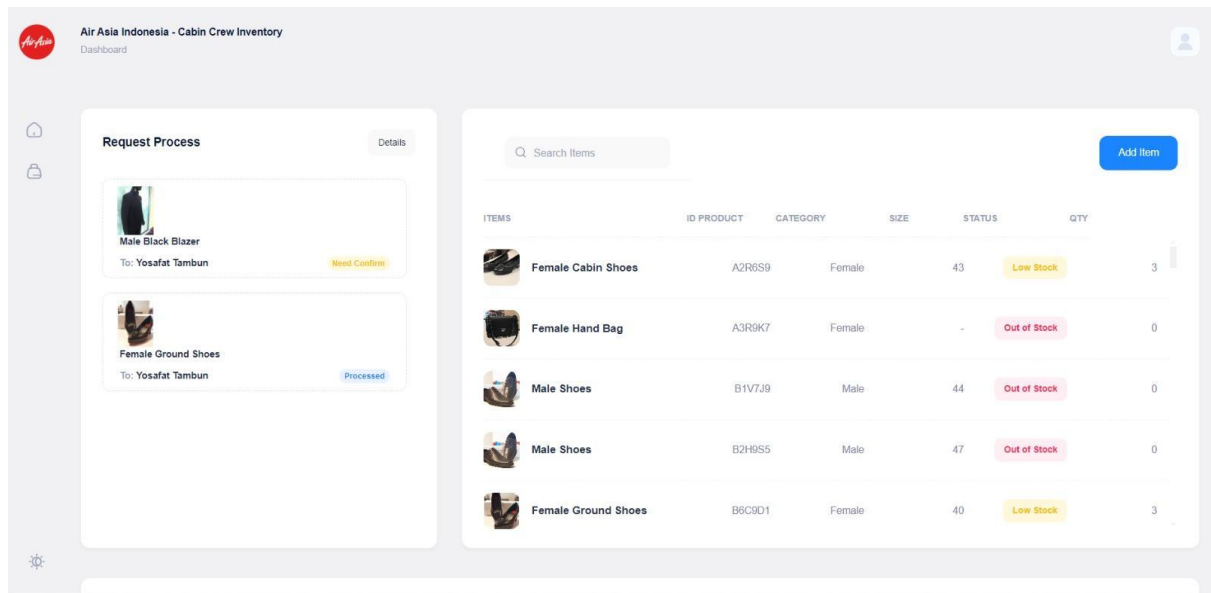 AirAsia
Air Asia Indonesia - Cabin Crew Inventory
Dashboard
Request Process
Details
Male Black Blazer
To: Yosafat Tambun
Need Confirm
Female Ground Shoes
To: Yosafat Tambun
Processed
Search Items
Add Item
ITEMS ID PRODUCT CATEGORY SIZE STATUS QTY
Female Cabin Shoes A2R6S9 Female 43 Low Stock 3
Female Hand Bag A3R9K7 Female - Out of Stock 0
Male Shoes B1V7J9 Male 44 Out of Stock 0
Male Shoes B2H9S5 Male 47 Out of Stock 0
Female Ground Shoes B6C9D1 Female 40 Low Stock 3